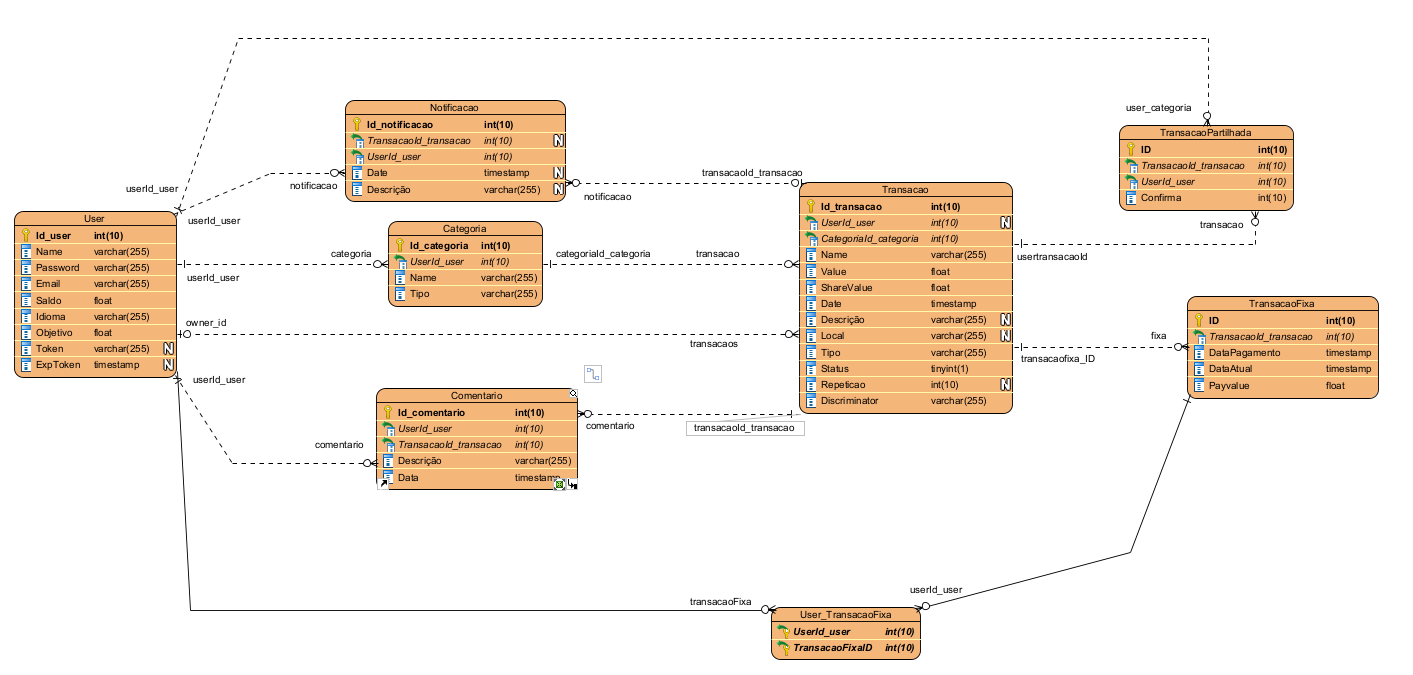 user_categoria
TransacaoPartilhada
ID int(10)
TransacaoId_transacao int(10)
UserId_user int(10)
Confirma int(10)
transacao
Notificacao
Id_notificacao int(10)
TransacaoId_transacao int(10) N
UserId_user int(10)
Date timestamp N
Descrição varchar(255) N
notificacao
notificacao
transacaoId_transacao
userId_user
userId_user
User
Id_user int(10)
Name varchar(255)
Password varchar(255)
Email varchar(255)
Saldo float
Idioma varchar(255)
Objetivo float
Token varchar(255) N
ExpToken timestamp N
categoria
userId_user
Categoria
Id_categoria int(10)
UserId_user int(10)
Name varchar(255)
Tipo varchar(255)
categoriaId_categoria
transacao
owner_id
transacaos
Transacao
Id_transacao int(10)
UserId_user int(10) N
CategoriaId_categoria int(10)
Name varchar(255)
Value float
ShareValue float
Date timestamp
Descrição varchar(255) N
Local varchar(255) N
Tipo varchar(255)
Status tinyint(1)
Repeticao int(10) N
Discriminator varchar(255)
usertransacaoId
fixa
transacaofixa_ID
TransacaoFixa
ID int(10)
TransacaoId_transacao int(10)
DataPagamento timestamp
DataAtual timestamp
Payvalue float
userId_user
comentario
Comentario
Id_comentario int(10)
UserId_user int(10)
TransacaoId_transacao int(10)
Descrição varchar(255)
Data timestamp
comentario
transacaoId_transacao
transacaoFixa
userId_user
User_TransacaoFixa
UserId_user int(10)
TransacaoFixaID int(10)